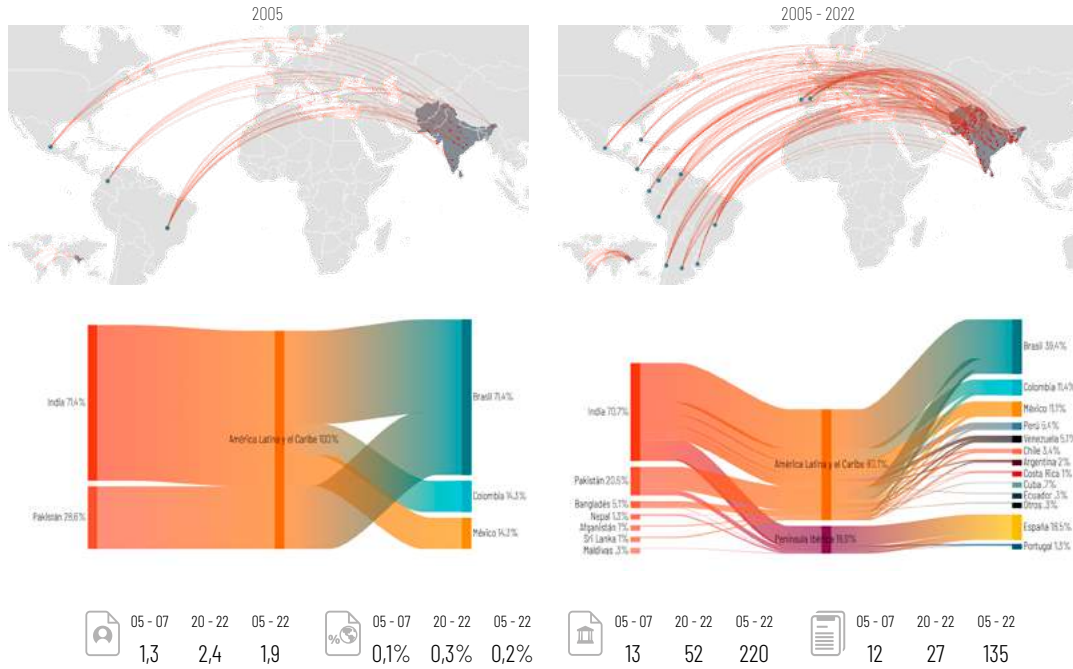 2005
2005 - 2022
India 71,4%
Pakistán 28,6%
América Latina y el Caribe 100%
Brasil 71,4%
Colombia 14,3%
México 14,3%
India 70,7%
Pakistán 20,5%
Bangladés 5,1%
Nepal 1,3%
Afganistán 1%
Sri Lanka 1%
Maldivas ,3%
América Latina y el Caribe 80,1%
Península Ibérica 19,9%
Brasil 39,4%
Colombia 11,4%
México 11,1%
Perú 5,4%
Venezuela 5,1%
Chile 3,4%
Argentina 2%
Costa Rica 1%
Cuba ,7%
Ecuador ,3%
Otros ,3%
España 18,5%
Portugal 1,3%
05 - 07 20 - 22 05 - 22
1,3 2,4 1,9
%
05 - 07 20 - 22 05 - 22
0,1% 0,3% 0,2%
05 - 07 20 - 22 05 - 22
13 52 220
05 - 07 20 - 22 05 - 22
12 27 135